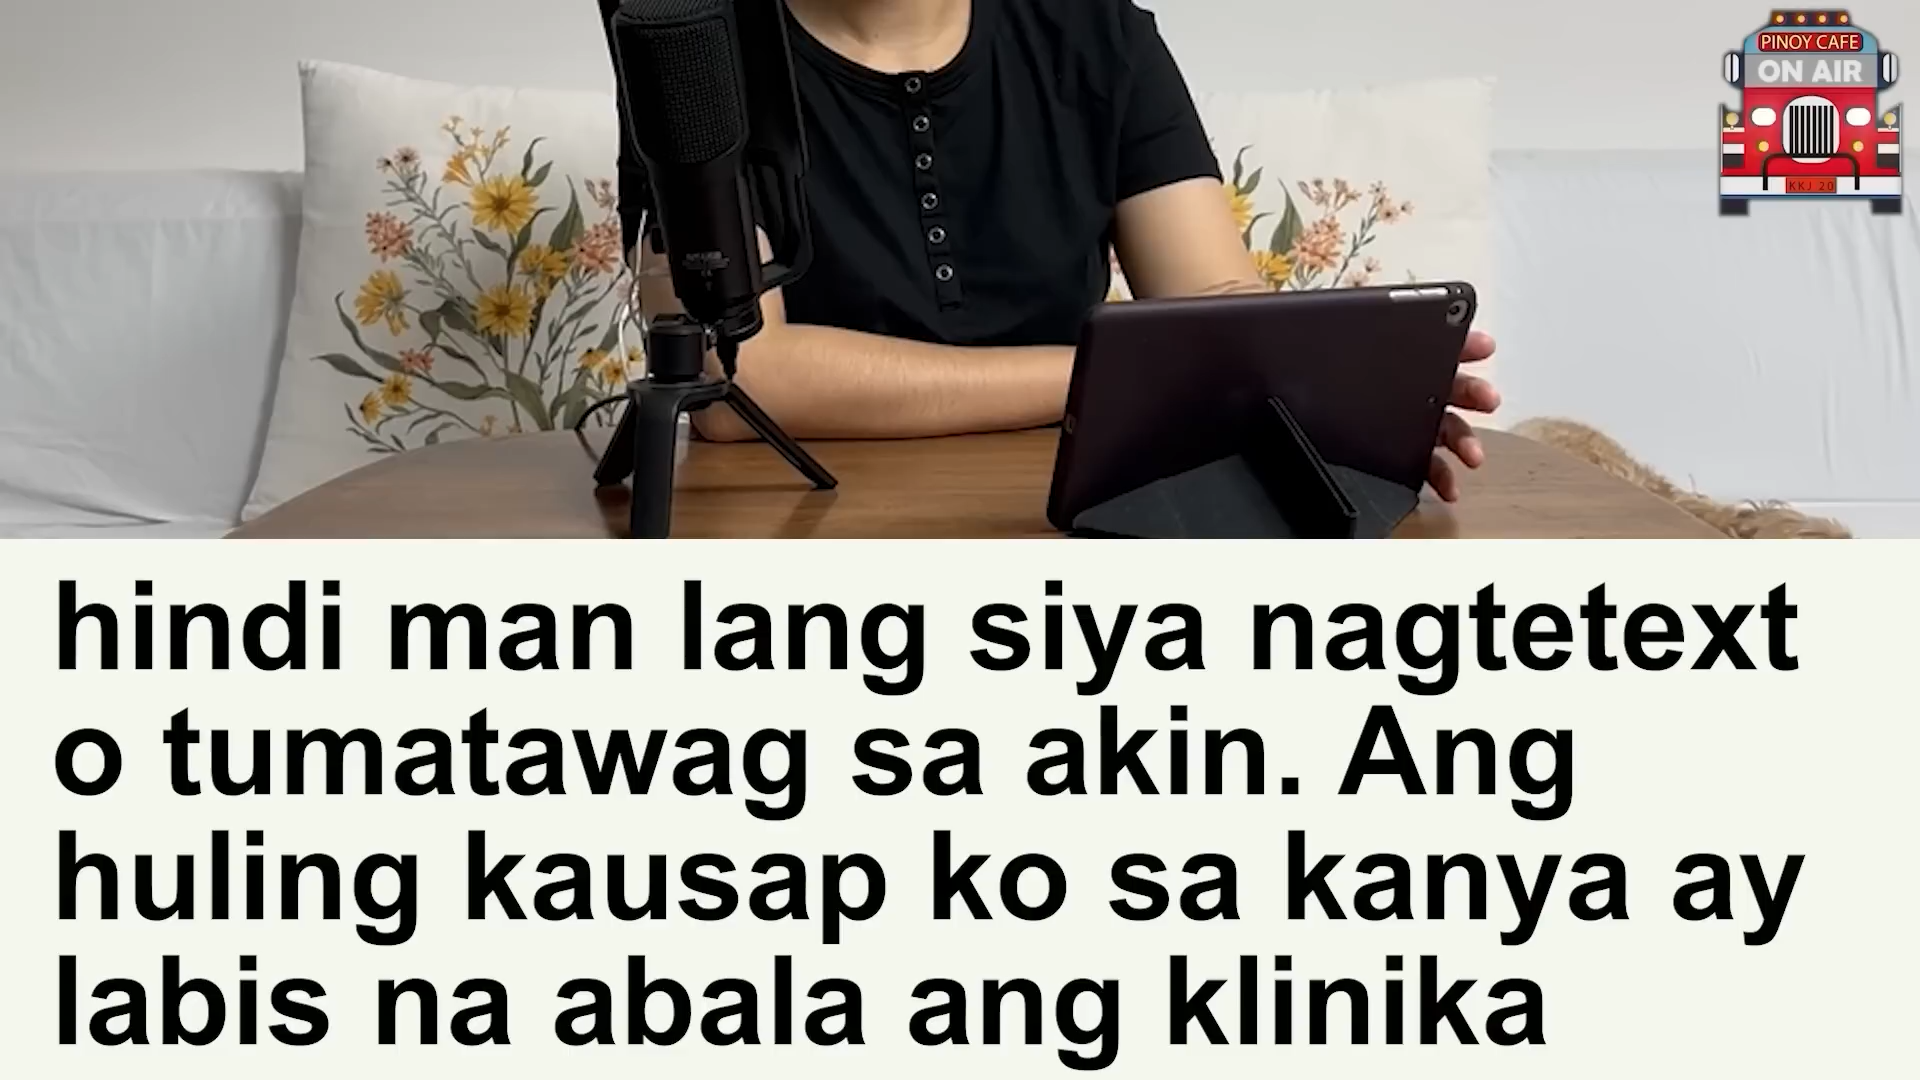 PINOY CAFE
ON AIR
KKJ 20
hindi man lang siya nagtetext
o tumatawag sa akin. Ang
huling kausap ko sa kanya ay
labis na abala ang klinika